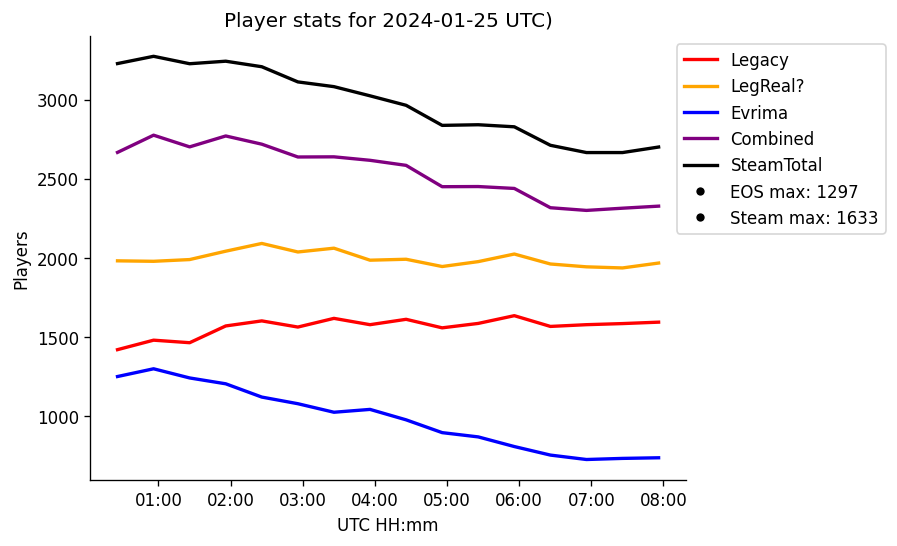 Player stats for 2024-01-25 UTC)
Legacy
LegReal?
Evrima
Combined
SteamTotal
EOS max: 1297
Steam max: 1633
Players
3000
2500
2000
1500
1000
01:00 02:00 03:00 04:00 05:00 06:00 07:00 08:00
UTC HH:mm